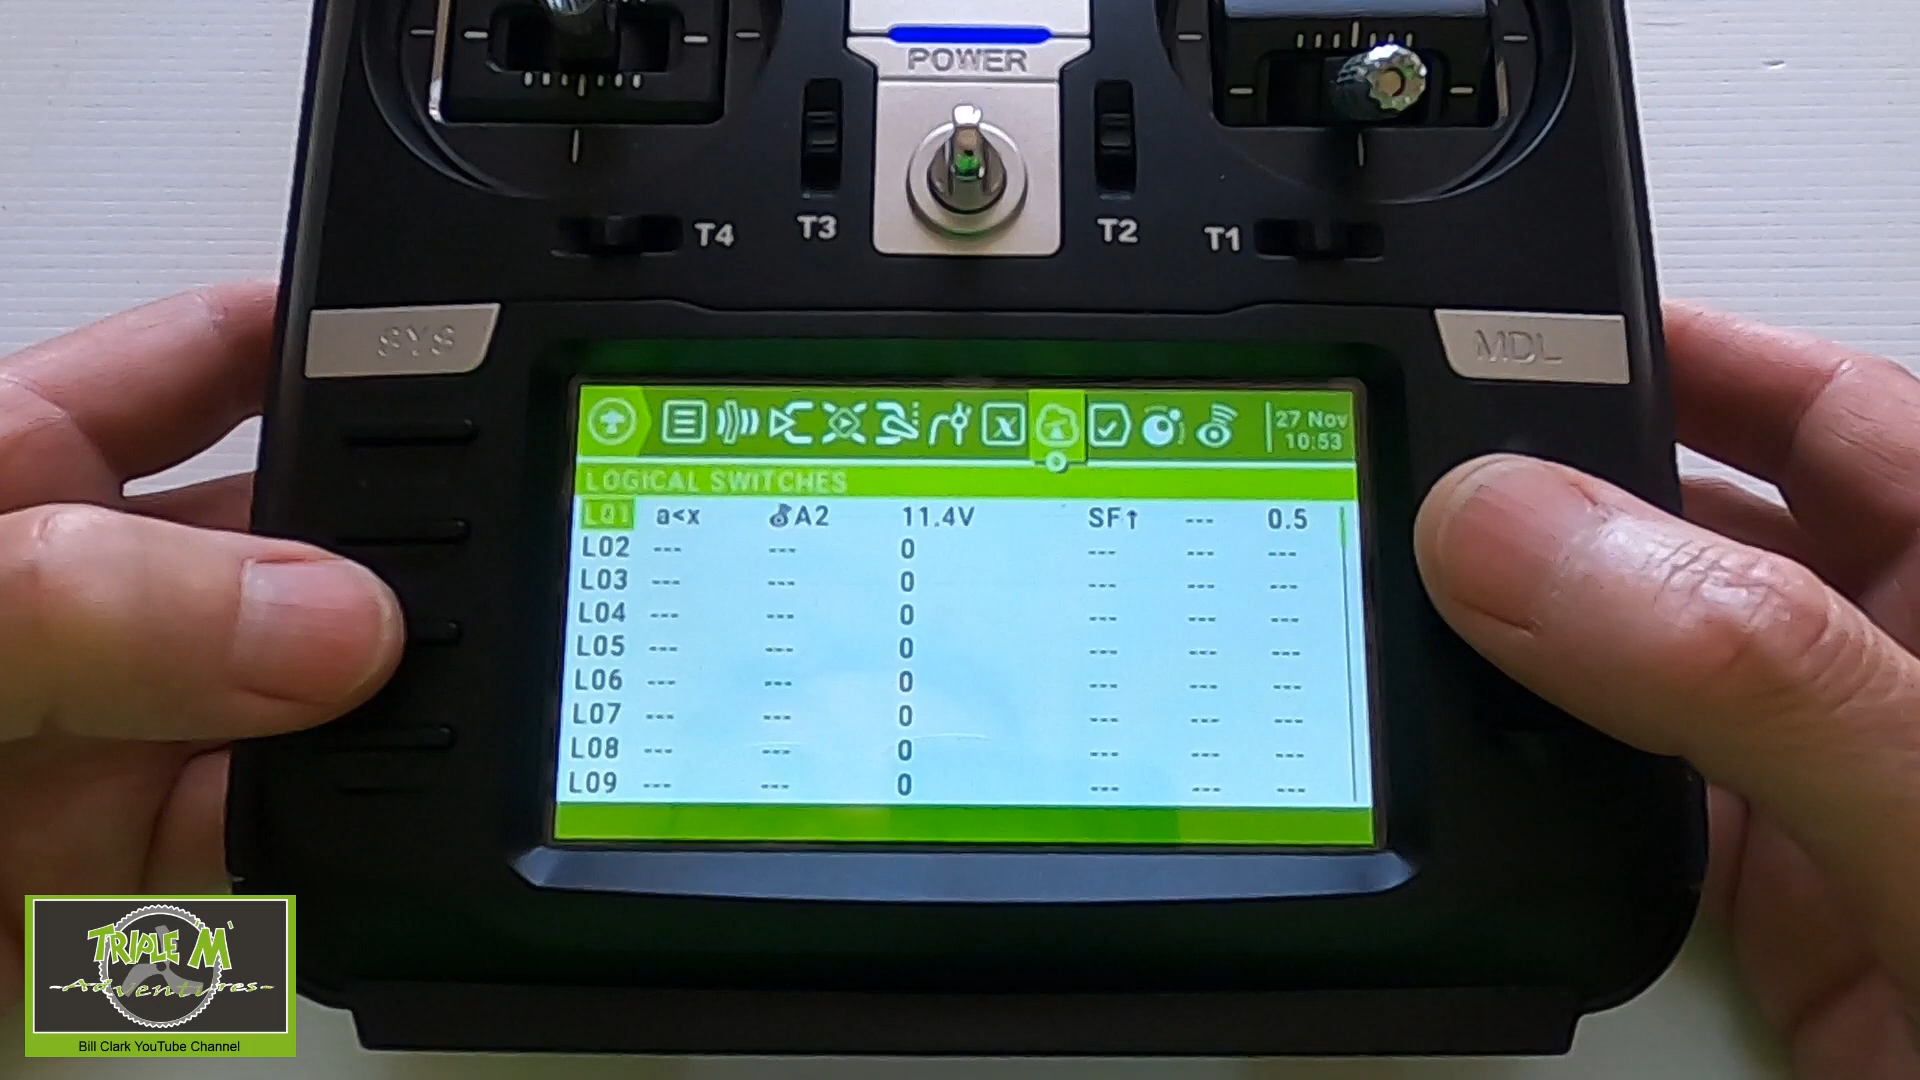 POWER
T4 T3 T2 T1
SYS MDL
27 Nov
10:53
LOGICAL SWITCHES
L01 a<x A2 11.4V SF↑ --- 0.5
L02 --- --- 0 --- --- ---
L03 --- --- 0 --- --- ---
L04 --- --- 0 --- --- ---
L05 --- --- 0 --- --- ---
L06 --- --- 0 --- --- ---
L07 --- --- 0 --- --- ---
L08 --- --- 0 --- --- ---
L09 --- --- 0 --- --- ---
TRIPLE M
-Adventures-
Bill Clark YouTube Channel